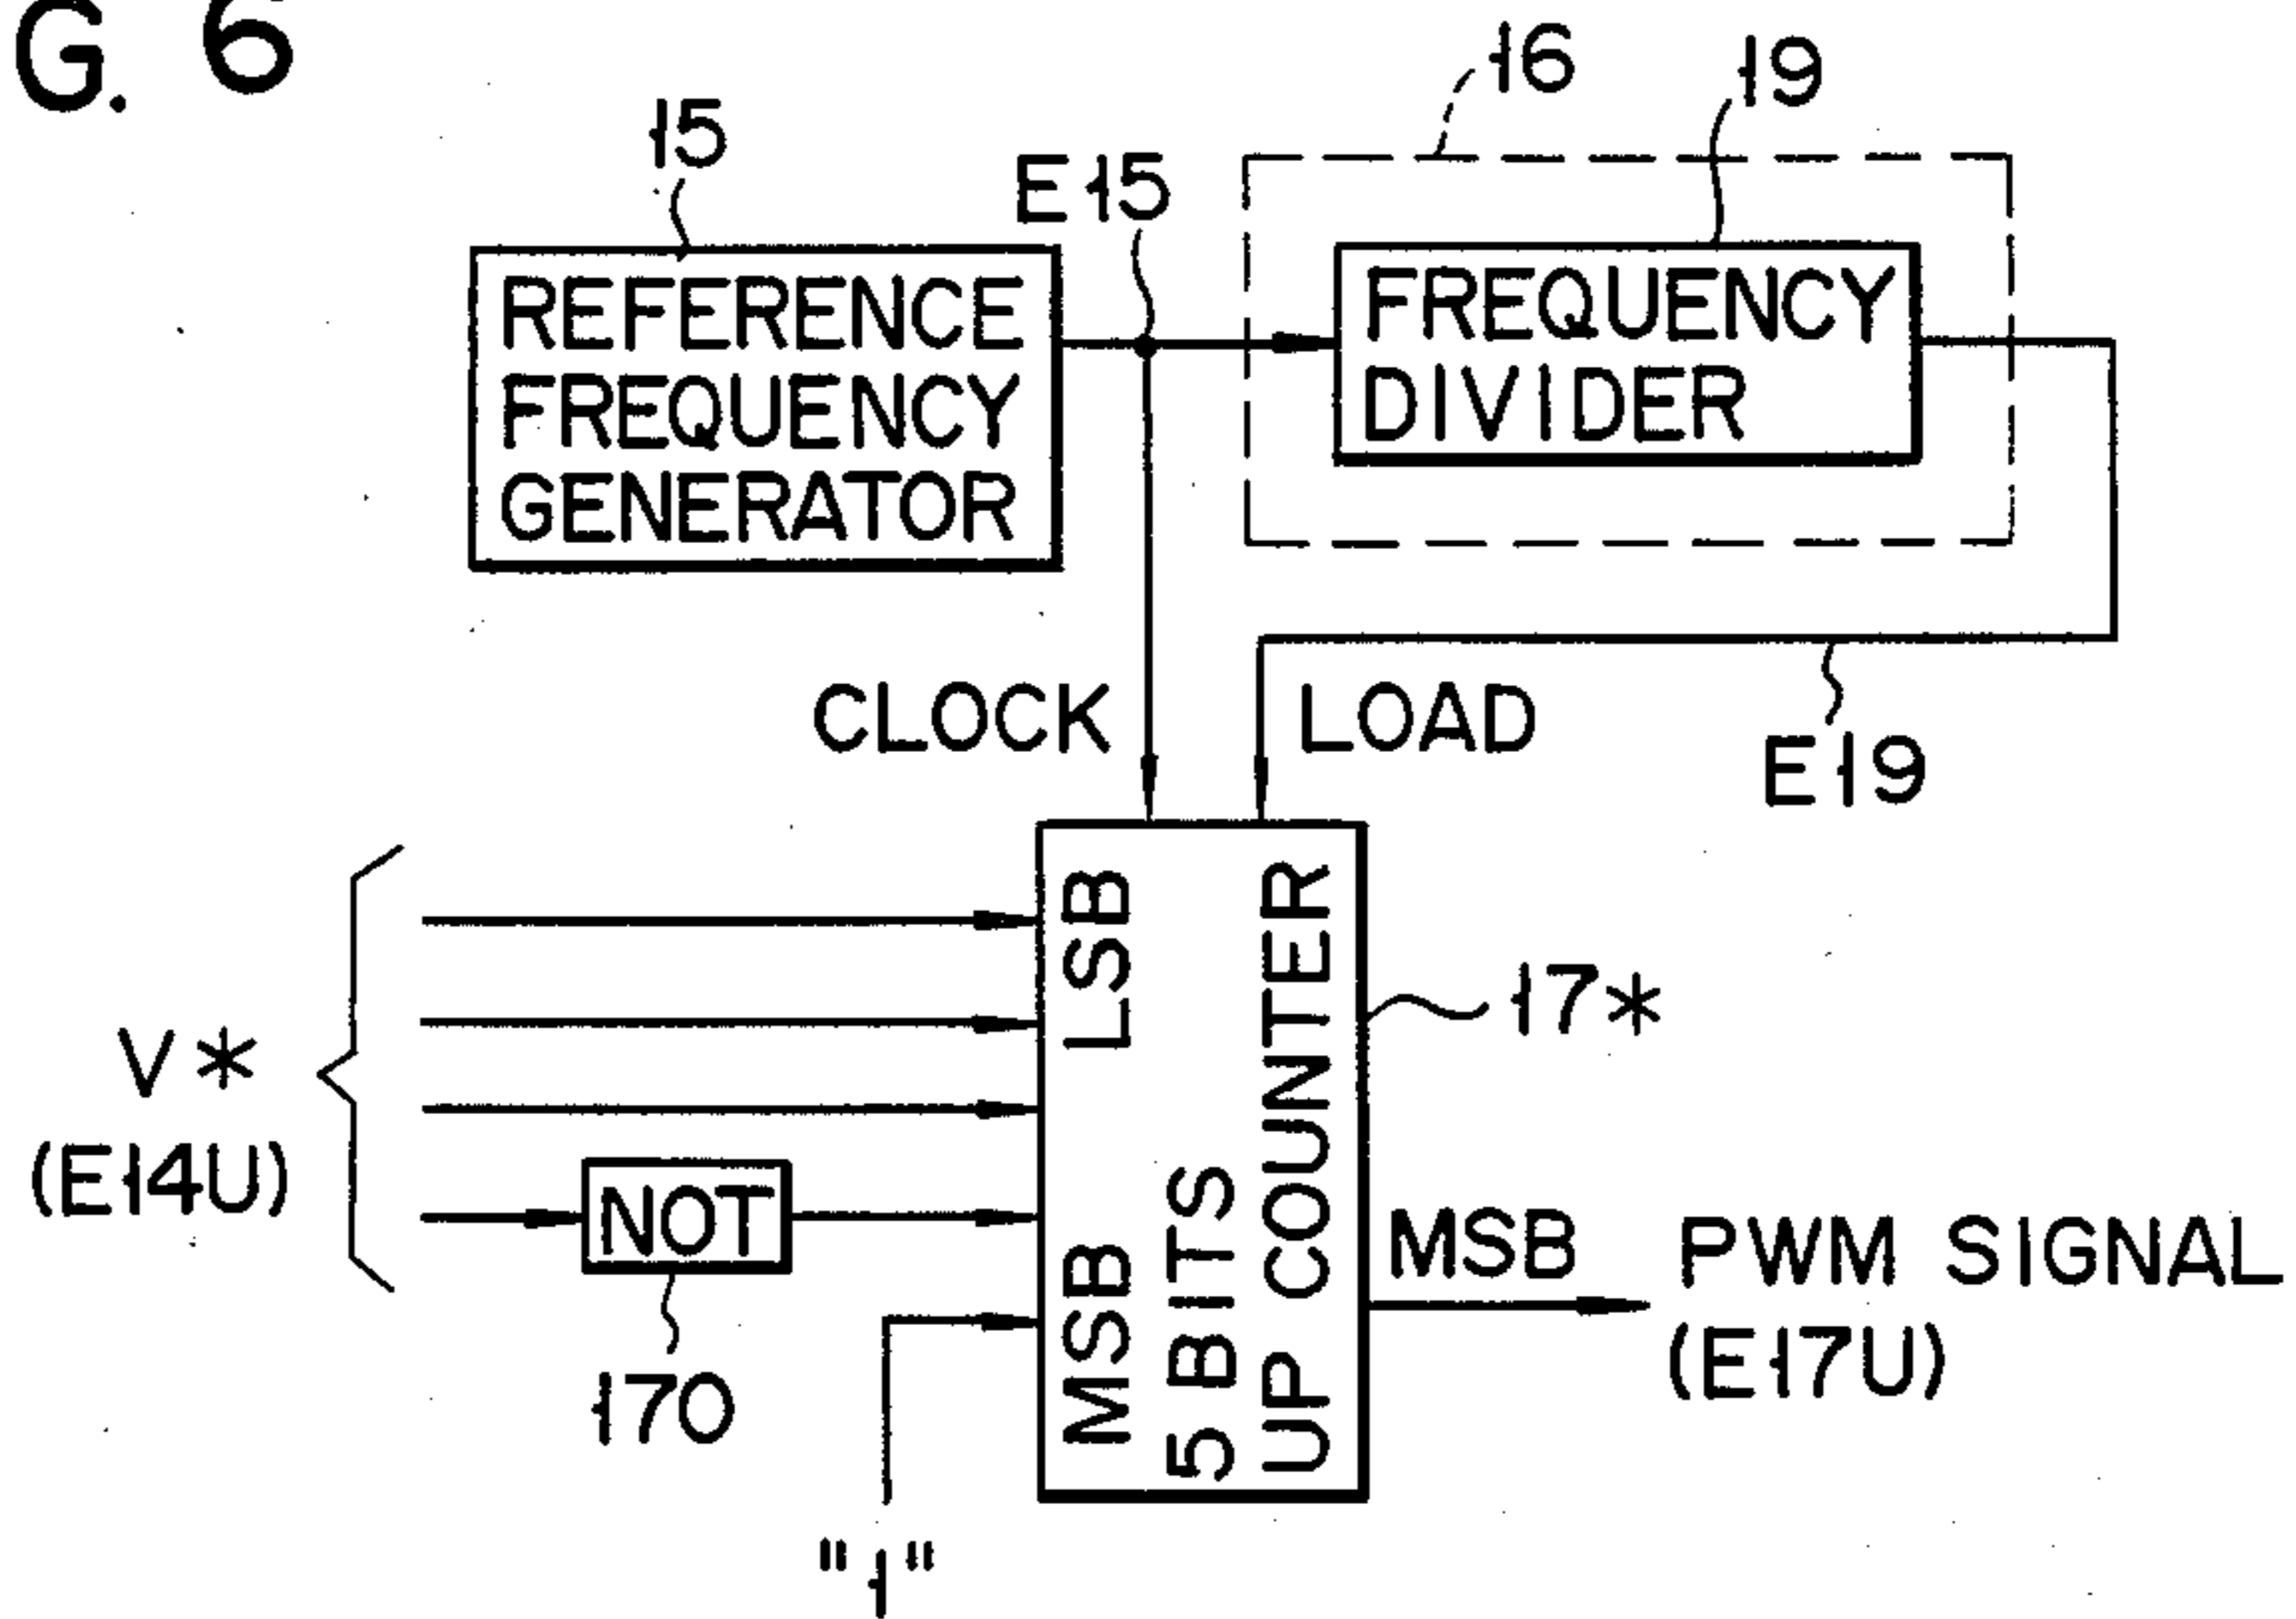 G. 6
16
19
15
E15
REFERENCE
FREQUENCY
GENERATOR
FREQUENCY
DIVIDER
CLOCK
LOAD
E19
V*
(E14U)
NOT
170
"1"
LSB
MSB
5 BITS
UP COUNTER
17*
MSB
PWM SIGNAL
(E17U)